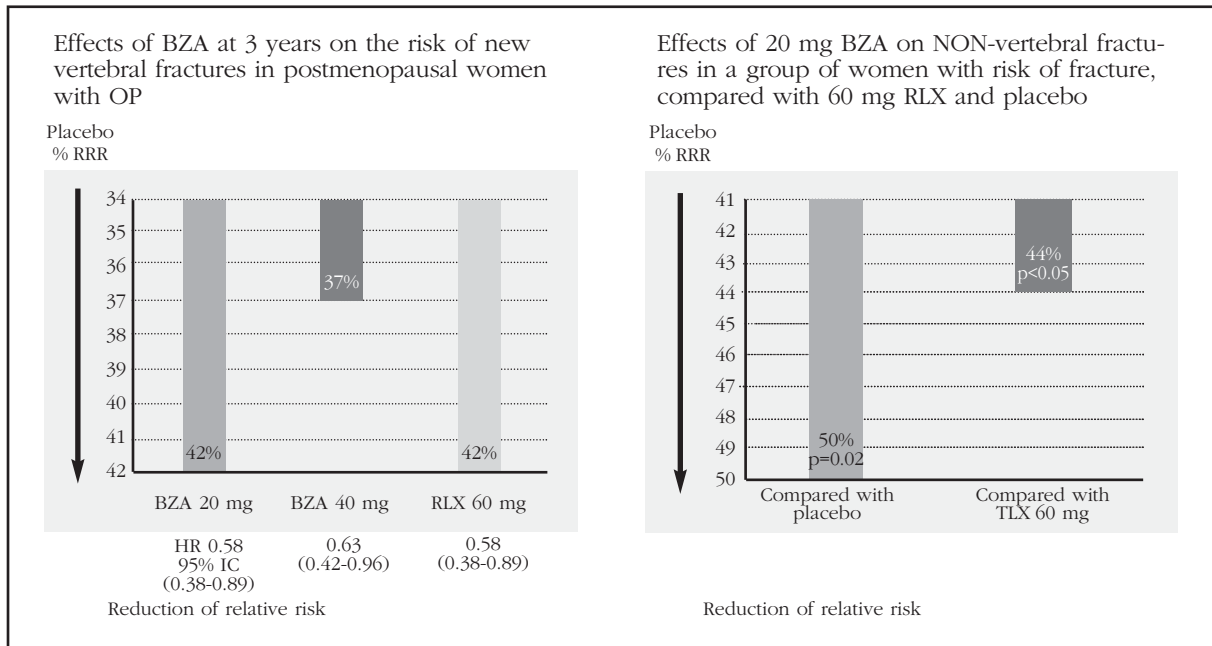 Effects of BZA at 3 years on the risk of new
vertebral fractures in postmenopausal women
with OP
Placebo
% RRR
34
35
36
37
38
39
40
41
42
42%
37%
42%
BZA 20 mg
BZA 40 mg
RLX 60 mg
HR 0.58
95% IC
(0.38-0.89)
0.63
(0.42-0.96)
0.58
(0.38-0.89)
Reduction of relative risk
Effects of 20 mg BZA on NON-vertebral fractu-
res in a group of women with risk of fracture,
compared with 60 mg RLX and placebo
Placebo
% RRR
41
42
43
44
45
46
47
48
49
50
50%
p=0.02
44%
p<0.05
Compared with
placebo
Compared with
TLX 60 mg
Reduction of relative risk